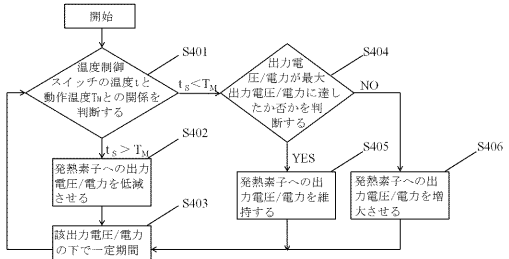 開始
S401
温度制御
スイッチの温度tと
動作温度TMとの関係を
判断する
tS<TM
S404
出力電
圧/電力が最大
出力電圧/電力に達し
たか否かを判
断する
NO
tS>TM
S402
発熱素子への出力
電圧/電力を低減
させる
YES
S405
発熱素子への出
力電圧/電力を維
持する
S406
発熱素子への出
力電圧/電力を増
大させる
S403
該出力電圧/電力
の下で一定期間